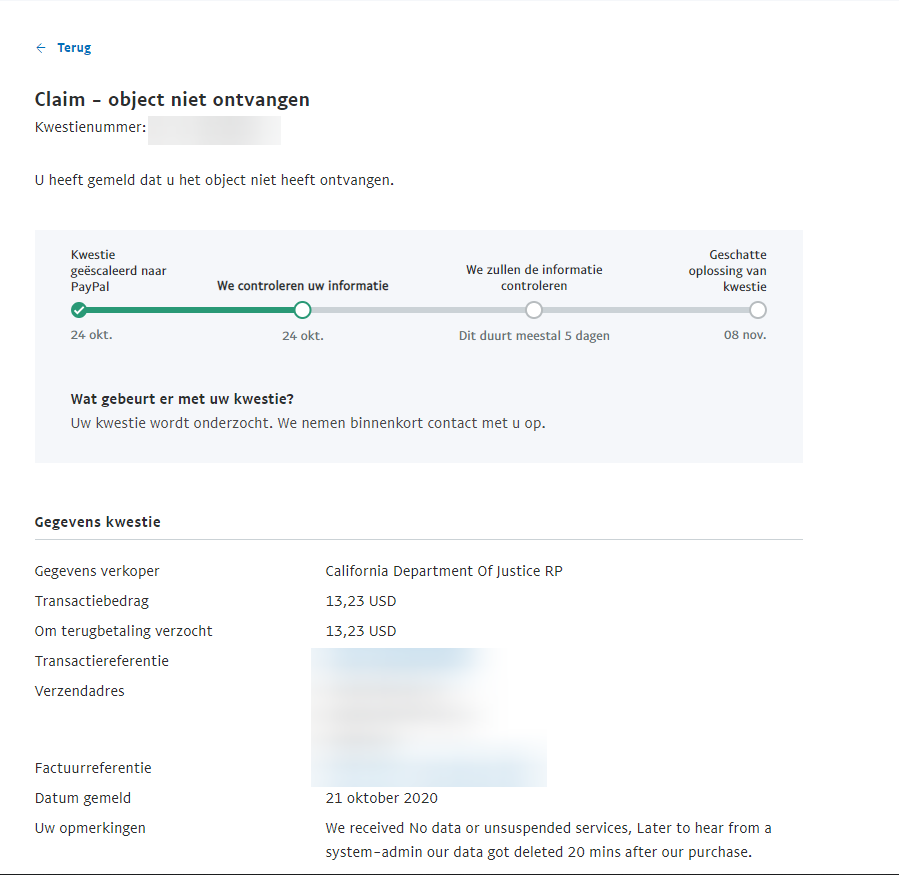 Terug
Claim – object niet ontvangen
Kwestienummer:
U heeft gemeld dat u het object niet heeft ontvangen.
Kwestie
geëscaleerd naar
PayPal
We controleren uw informatie
We zullen de informatie
controleren
Geschatte
oplossing van
kwestie
24 okt.
24 okt.
Dit duurt meestal 5 dagen
08 nov.
Wat gebeurt er met uw kwestie?
Uw kwestie wordt onderzocht. We nemen binnenkort contact met u op.
Gegevens kwestie
Gegevens verkoper California Department Of Justice RP
Transactiebedrag 13,23 USD
Om terugbetaling verzocht 13,23 USD
Transactiereferentie
Verzendadres
Factuurreferentie
Datum gemeld 21 oktober 2020
Uw opmerkingen We received No data or unsuspended services, Later to hear from a
system-admin our data got deleted 20 mins after our purchase.